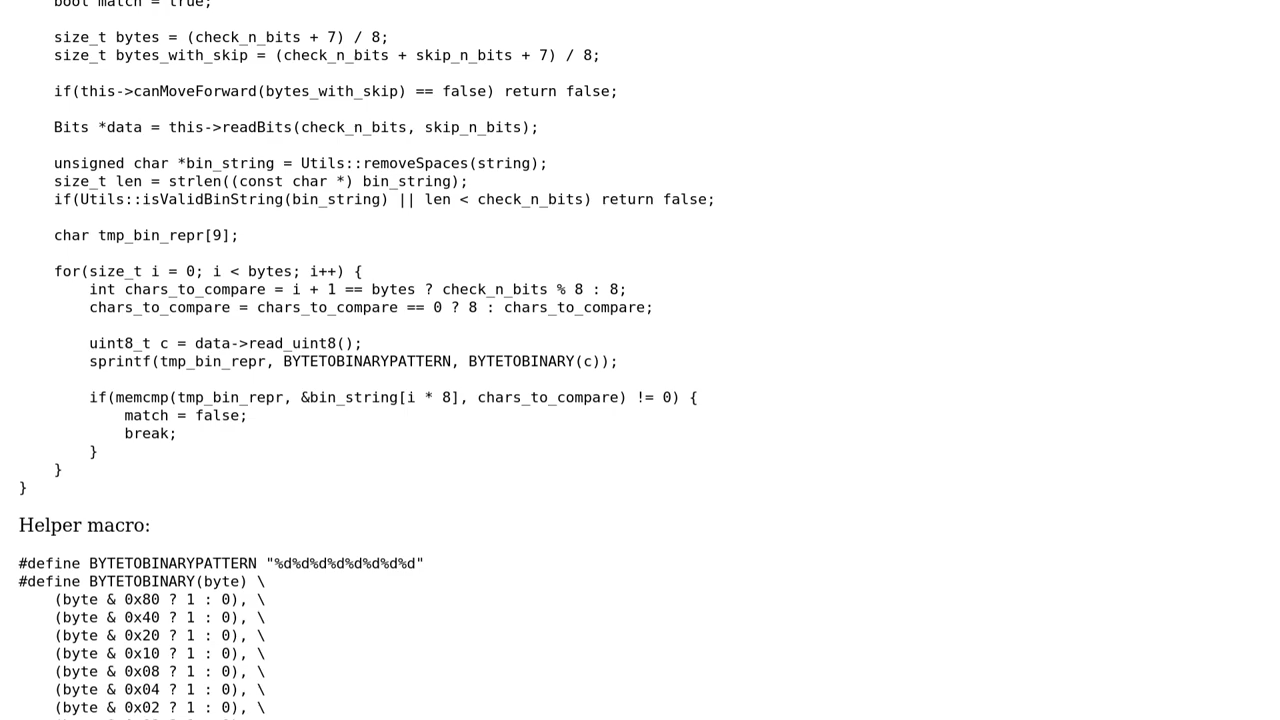 bool match = true;
size_t bytes = (check_n_bits + 7) / 8;
size_t bytes_with_skip = (check_n_bits + skip_n_bits + 7) / 8;
if(this->canMoveForward(bytes_with_skip) == false) return false;
Bits *data = this->readBits(check_n_bits, skip_n_bits);
unsigned char *bin_string = Utils::removeSpaces(string);
size_t len = strlen((const char *) bin_string);
if(Utils::isValidBinString(bin_string) || len < check_n_bits) return false;
char tmp_bin_repr[9];
for(size_t i = 0; i < bytes; i++) {
int chars_to_compare = i + 1 == bytes ? check_n_bits % 8 : 8;
chars_to_compare = chars_to_compare == 0 ? 8 : chars_to_compare;
uint8_t c = data->read_uint8();
sprintf(tmp_bin_repr, BYTETOBINARYPATTERN, BYTETOBINARY(c));
if(memcmp(tmp_bin_repr, &bin_string[i * 8], chars_to_compare) != 0) {
match = false;
break;
}
}
}
Helper macro:
#define BYTETOBINARYPATTERN "%d%d%d%d%d%d%d%d"
#define BYTETOBINARY(byte) \
(byte & 0x80 ? 1 : 0), \
(byte & 0x40 ? 1 : 0), \
(byte & 0x20 ? 1 : 0), \
(byte & 0x10 ? 1 : 0), \
(byte & 0x08 ? 1 : 0), \
(byte & 0x04 ? 1 : 0), \
(byte & 0x02 ? 1 : 0), \